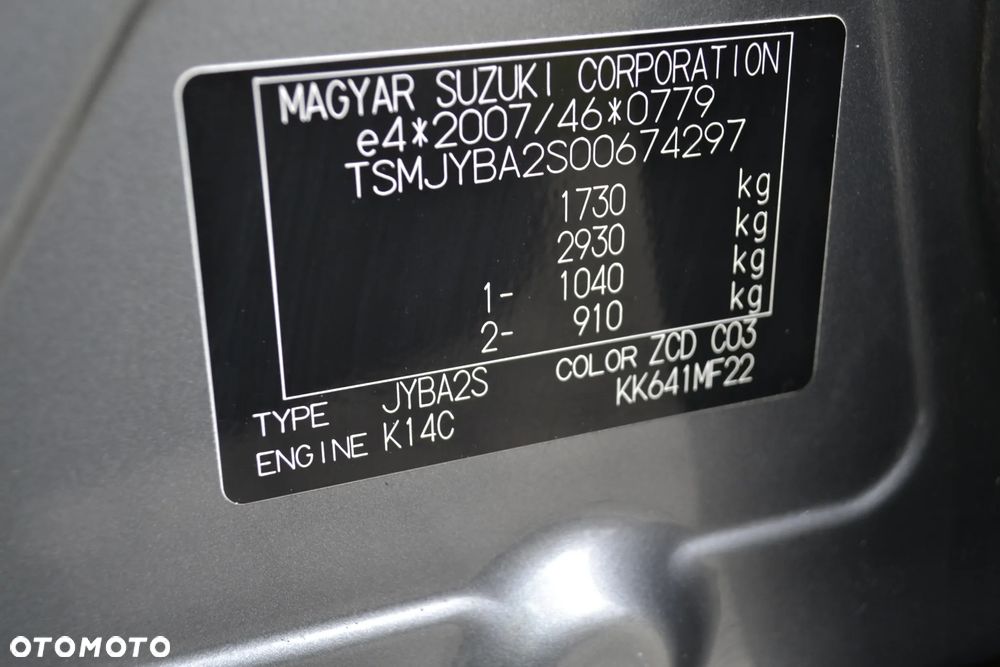 MAGYAR SUZUKI CORPORATION
e4*2007/46*0779
TSMJYBA2S00674297
1730 kg
2930 kg
1- 1040 kg
2- 910 kg
TYPE JYBA2S COLOR ZCD C03
ENGINE K14C KK641MF22
OTOMOTO